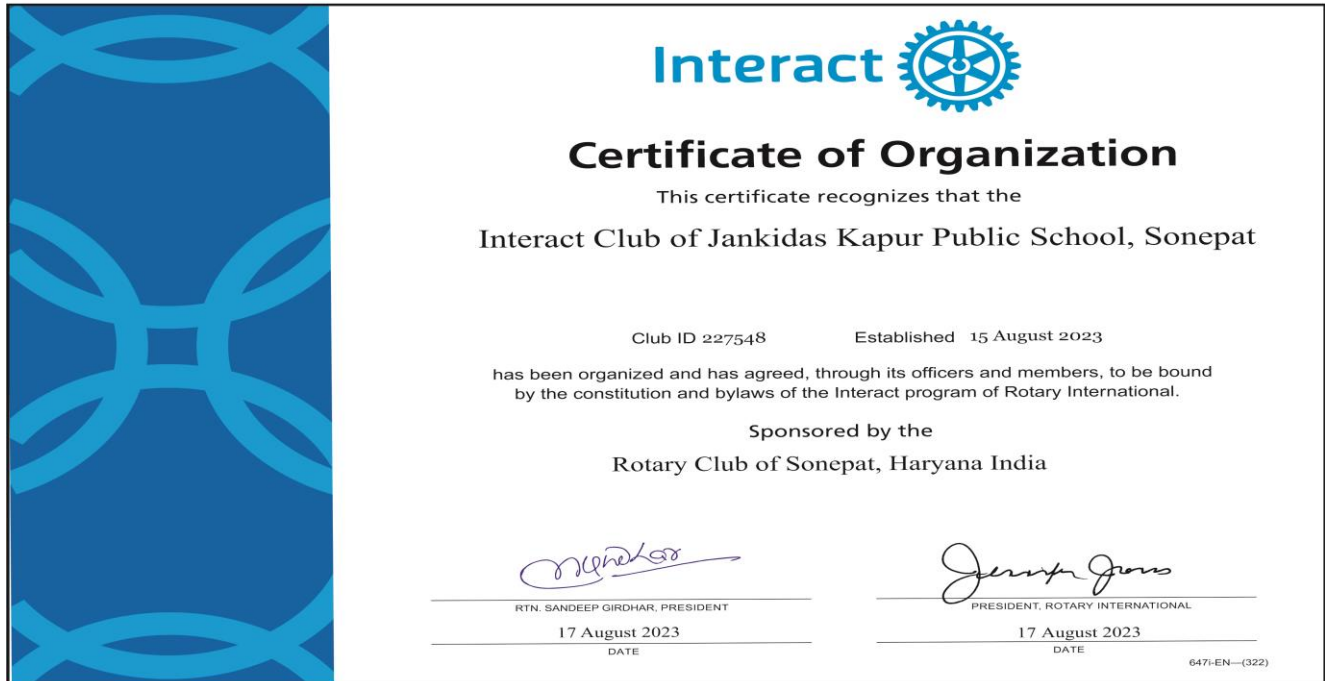 Interact
Certificate of Organization
This certificate recognizes that the
Interact Club of Jankidas Kapur Public School, Sonepat
Club ID 227548 Established 15 August 2023
has been organized and has agreed, through its officers and members, to be bound
by the constitution and bylaws of the Interact program of Rotary International.
Sponsored by the
Rotary Club of Sonepat, Haryana India
RTN. SANDEEP GIRDHAR, PRESIDENT
17 August 2023
DATE
PRESIDENT, ROTARY INTERNATIONAL
17 August 2023
DATE
647i-EN—(322)